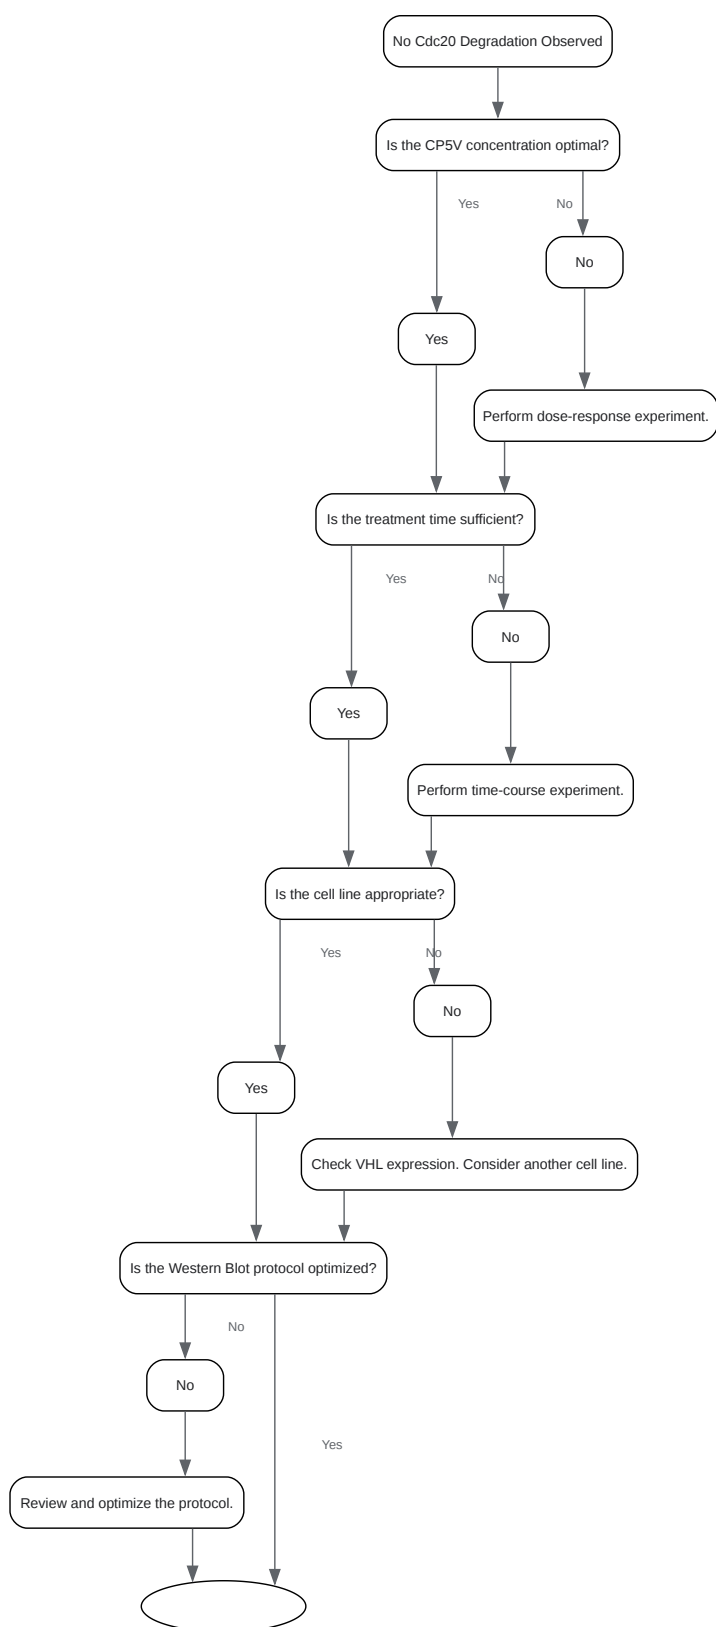 No Cdc20 Degradation Observed
Is the CP5V concentration optimal?
Yes
No
No
Yes
Perform dose-response experiment.
Is the treatment time sufficient?
Yes
No
No
Yes
Perform time-course experiment.
Is the cell line appropriate?
Yes
No
No
Yes
Check VHL expression. Consider another cell line.
Is the Western Blot protocol optimized?
No
No
Yes
Review and optimize the protocol.